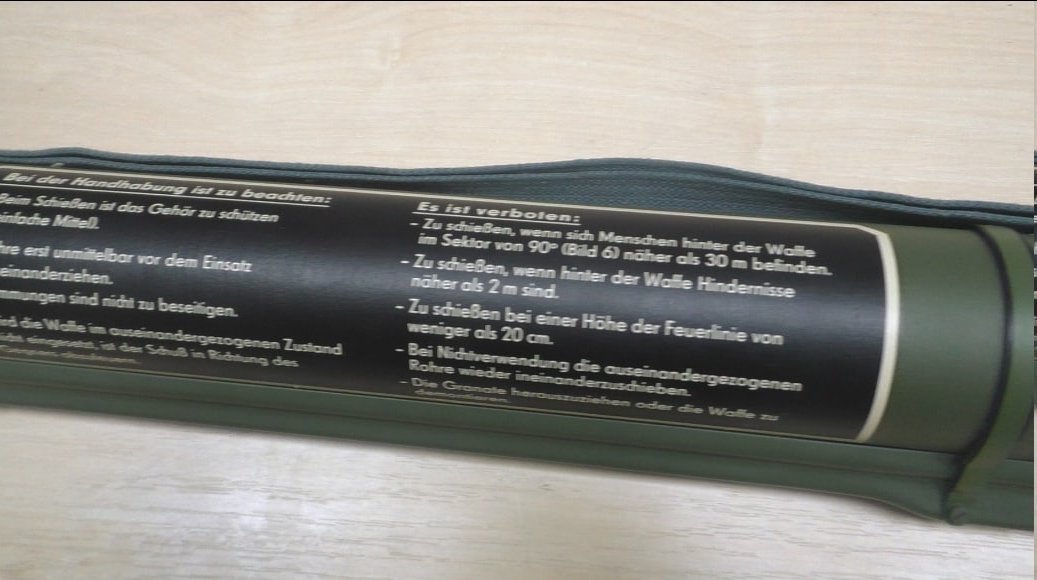 Bei der Handhabung ist zu beachten:
Beim Schießen ist das Gehör zu schützen
einfache Mittel).
erst unmittelbar vor dem Einsatz
einanderziehen.
sind nicht zu beseitigen.
die Waffe im auseinandergezogenen Zustand
eingesetzt, ist der Schuß in Richtung des
Es ist verboten:
- Zu schießen, wenn sich Menschen hinter der Waffe
im Sektor von 90° (Bild 6) näher als 30 m befinden.
- Zu schießen, wenn hinter der Waffe Hindernisse
näher als 2 m sind.
- Zu schießen bei einer Höhe der Feuerlinie von
weniger als 20 cm.
- Bei Nichtverwendung die auseinandergezogenen
Rohre wieder ineinanderzuschieben.
- Die Granate herauszuziehen oder die Waffe zu
demontieren.